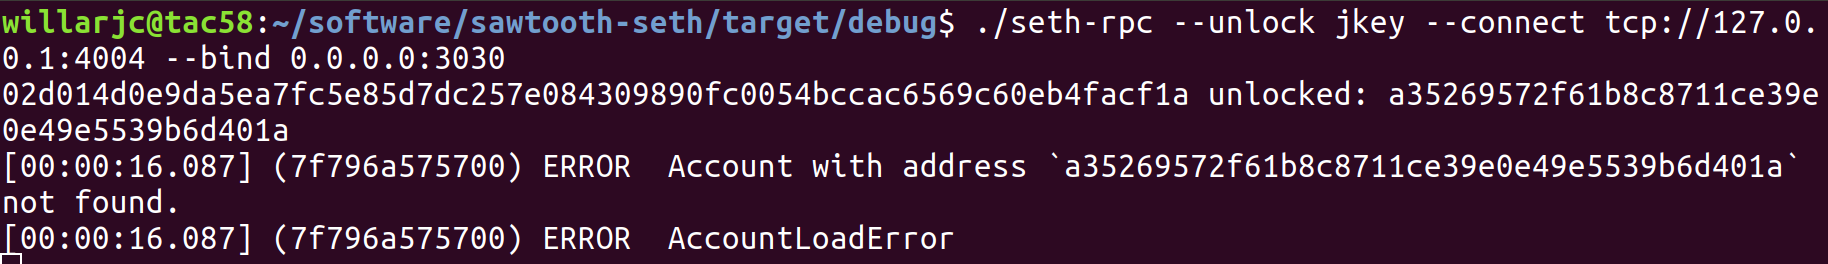 willarjc@tac58:~/software/sawtooth-seth/target/debug$ ./seth-rpc --unlock jkey --connect tcp://127.0.
0.1:4004 --bind 0.0.0.0:3030
02d014d0e9da5ea7fc5e85d7dc257e084309890fc0054bccac6569c60eb4facf1a unlocked: a35269572f61b8c8711ce39e
0e49e5539b6d401a
[00:00:16.087] (7f796a575700) ERROR  Account with address `a35269572f61b8c8711ce39e0e49e5539b6d401a`
not found.
[00:00:16.087] (7f796a575700) ERROR  AccountLoadError